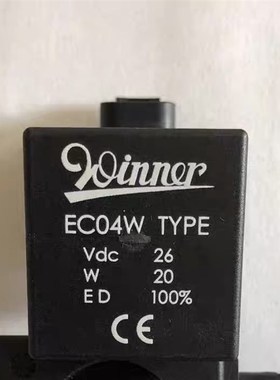 Winner
EC04W TYPE
Vdc 26
W 20
ED 100%
CE